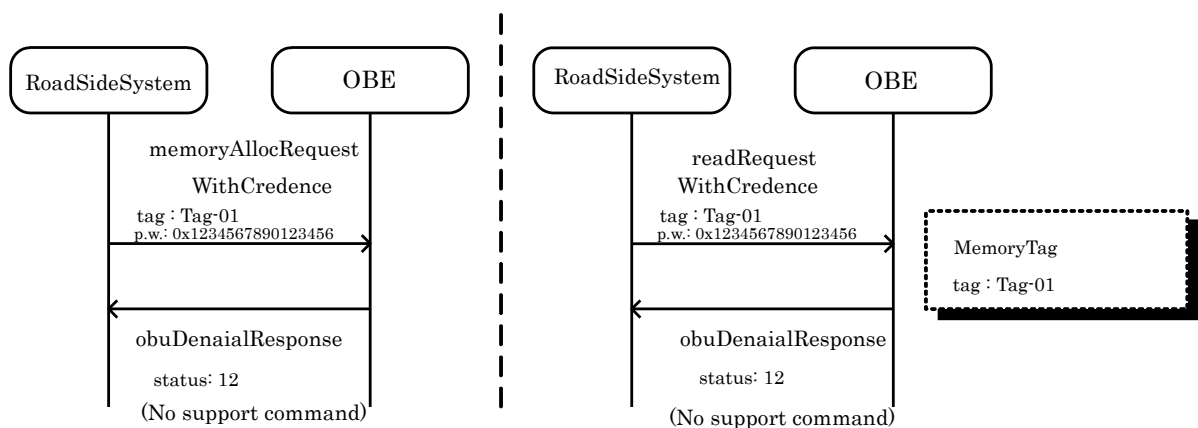 RoadSideSystem
OBE
memoryAllocRequest
WithCredence
tag : Tag-01
p.w.: 0x1234567890123456
obuDenaialResponse
status: 12
(No support command)
RoadSideSystem
OBE
readRequest
WithCredence
tag : Tag-01
p.w.: 0x1234567890123456
MemoryTag
tag : Tag-01
obuDenaialResponse
status: 12
(No support command)